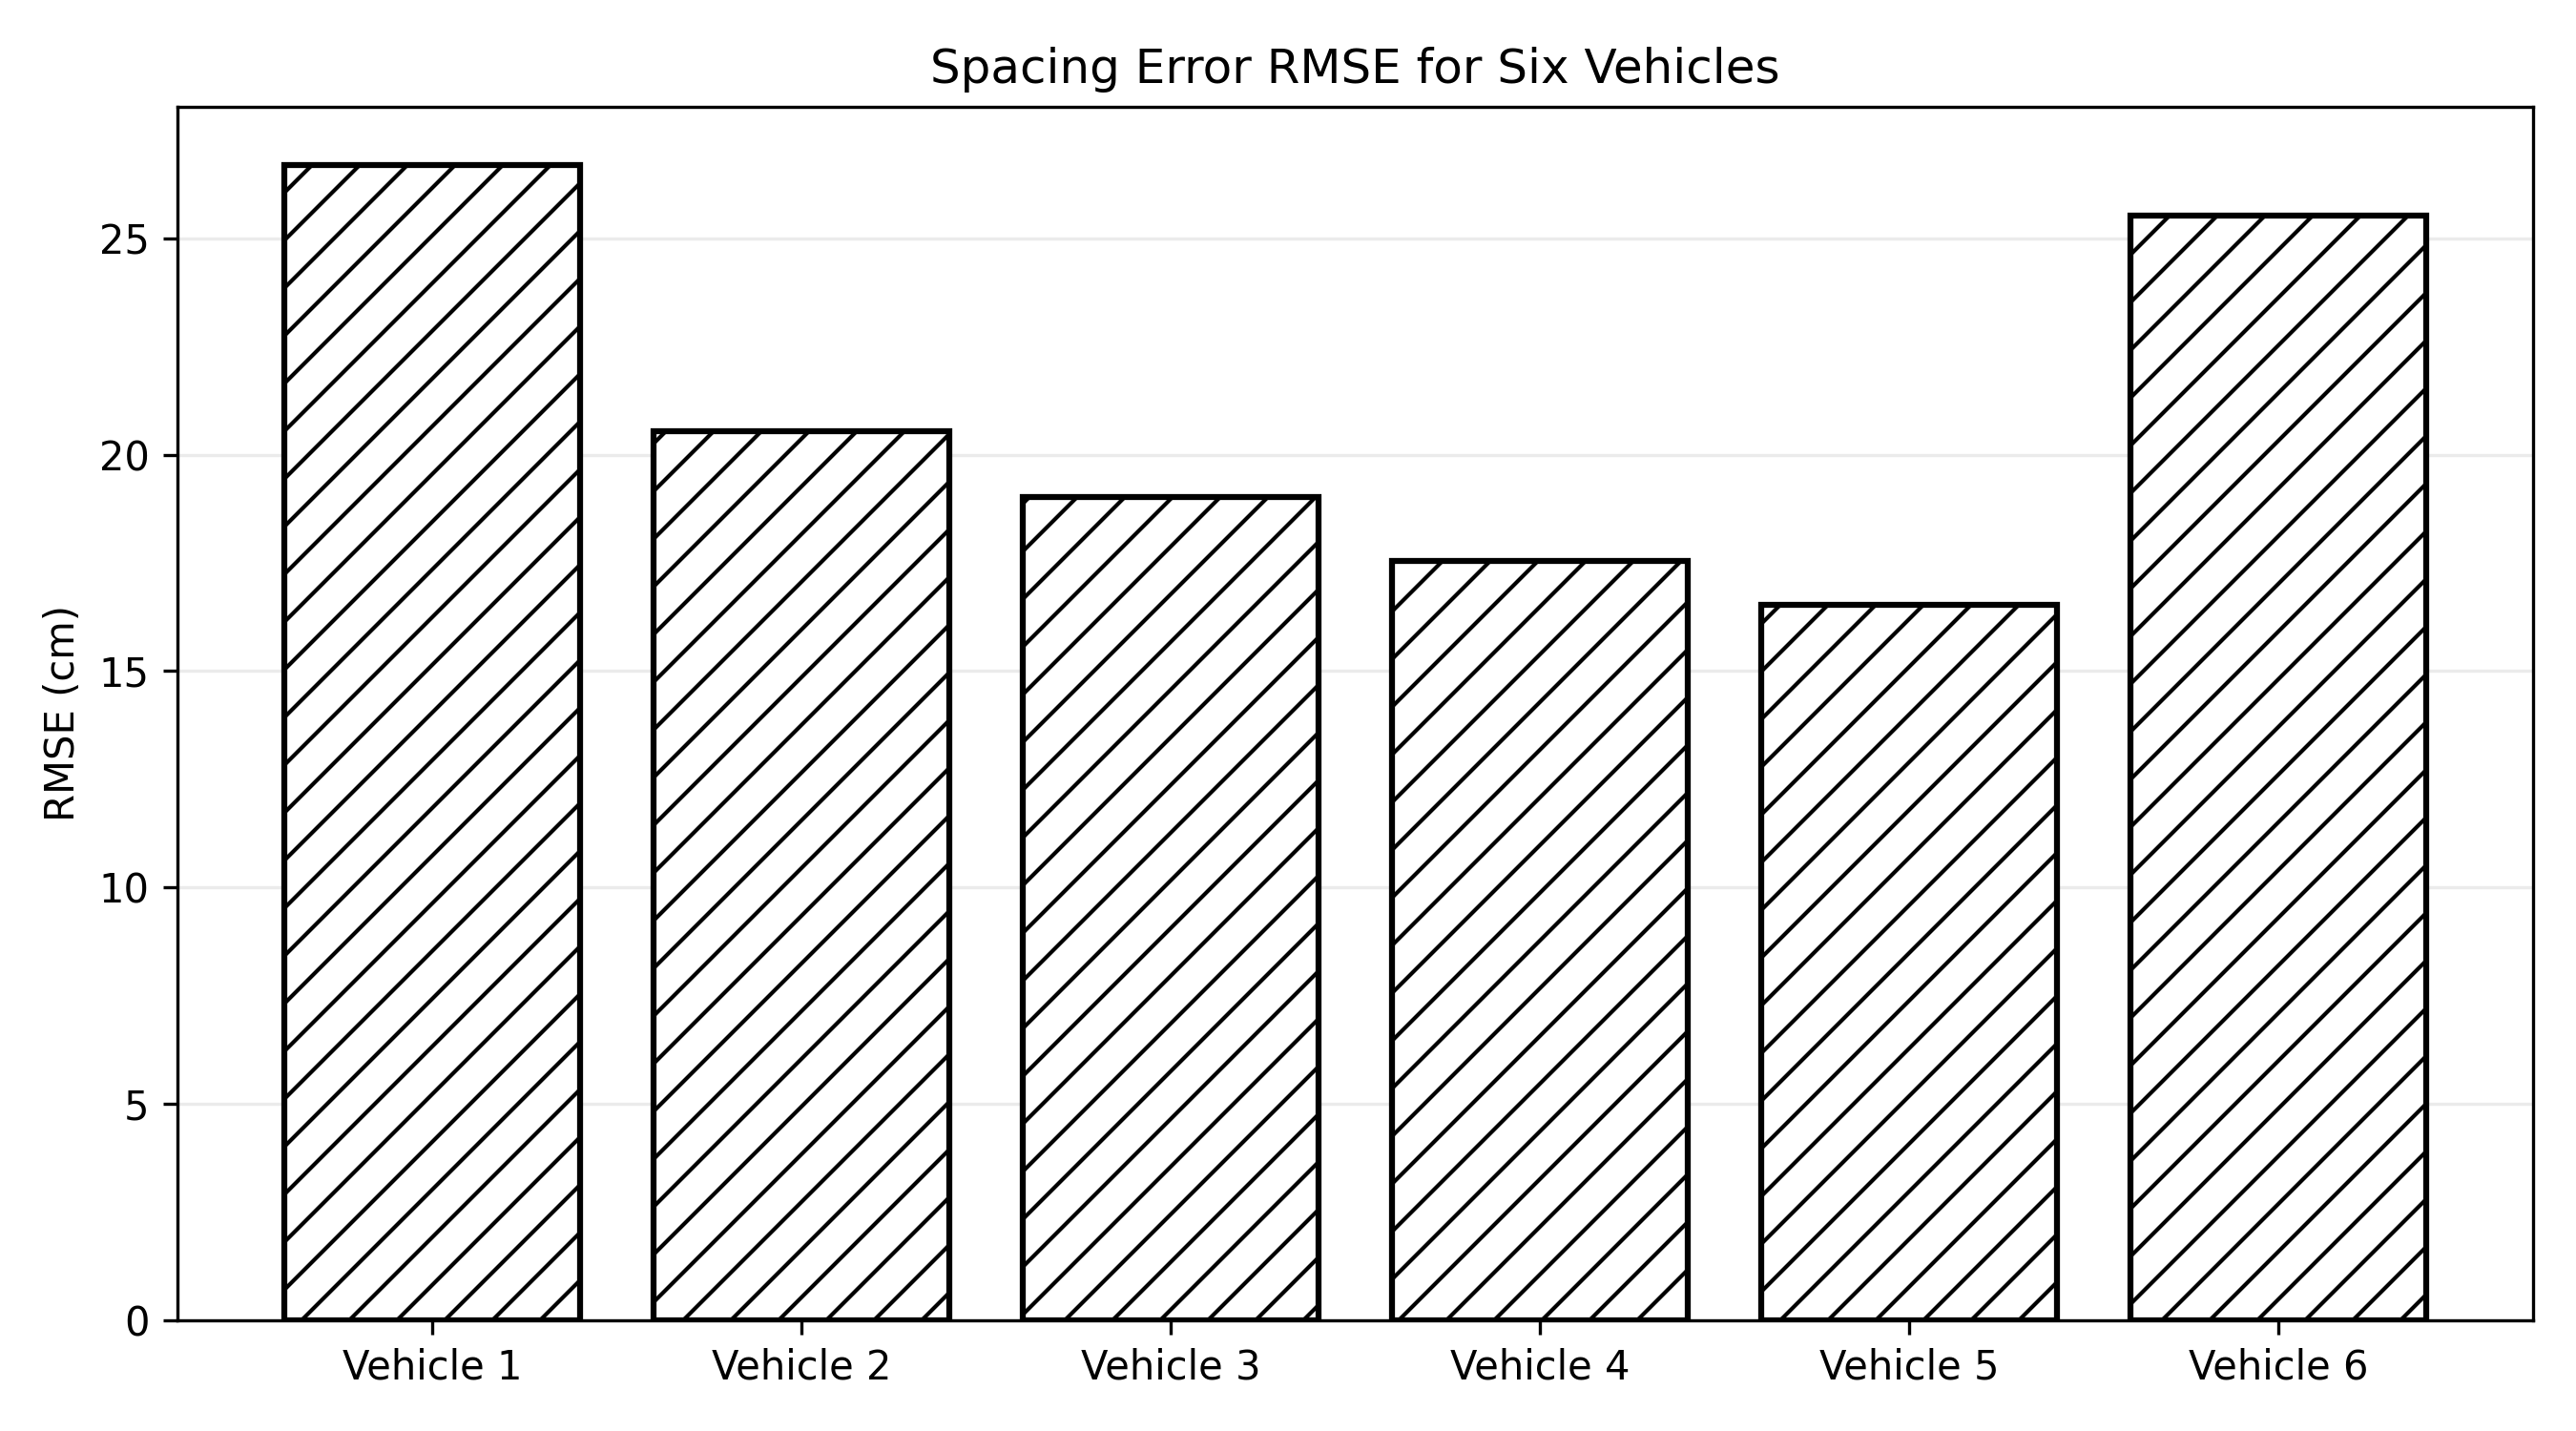 Spacing Error RMSE for Six Vehicles
RMSE (cm)
25
20
15
10
5
0
Vehicle 1
Vehicle 2
Vehicle 3
Vehicle 4
Vehicle 5
Vehicle 6